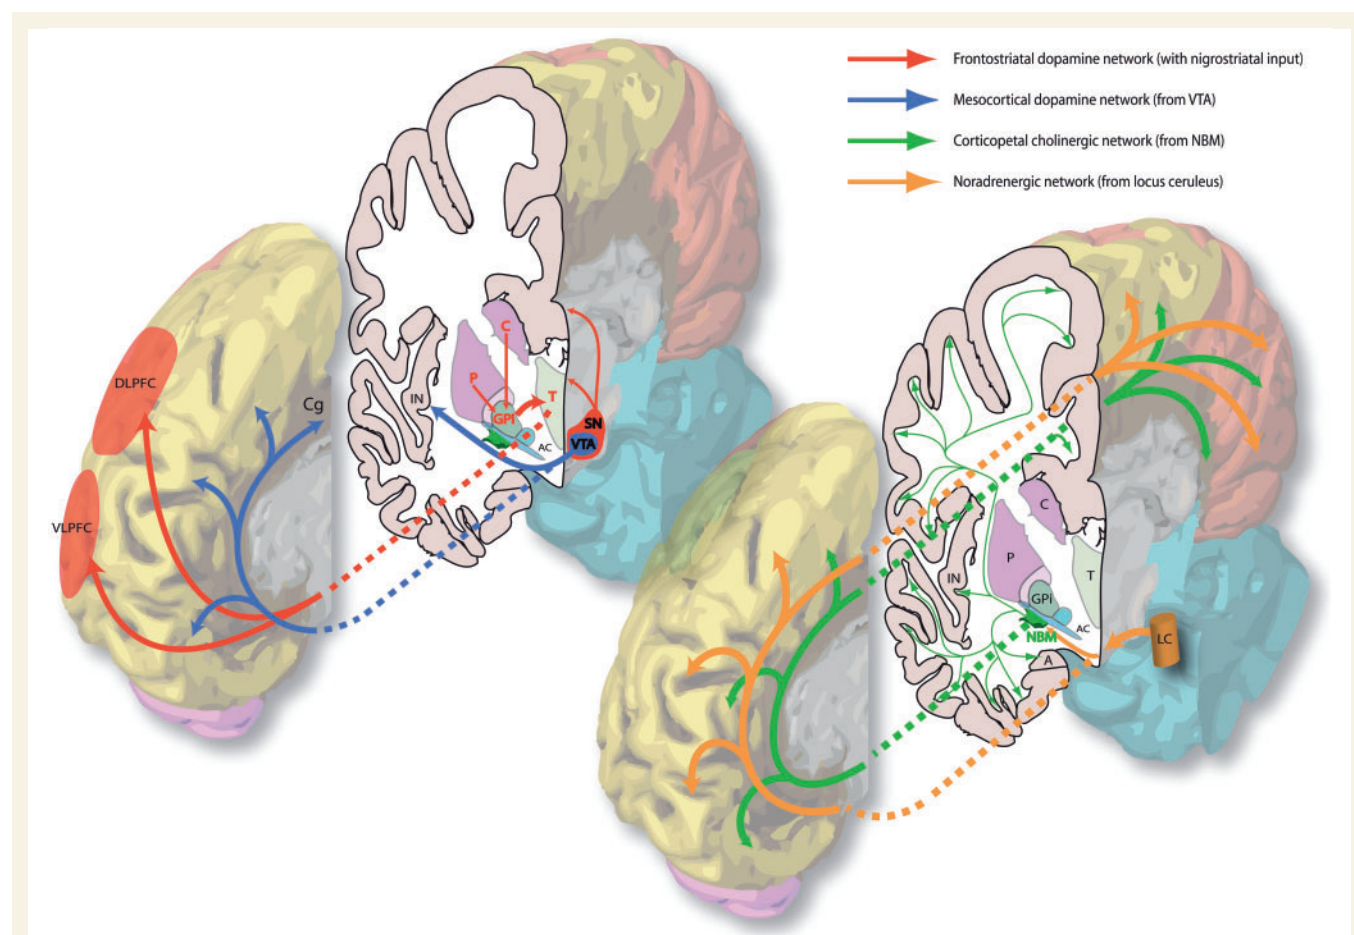 Frontostriatal dopamine network (with nigrostriatal input)
Mesocortical dopamine network (from VTA)
Corticopetal cholinergic network (from NBM)
Noradrenergic network (from locus ceruleus)
DLPFC
Cg
VLPFC
C
P
IN
GPi
T
SN
VTA
AC
C
P
IN
T
GPi
AC
NBM
A
LC